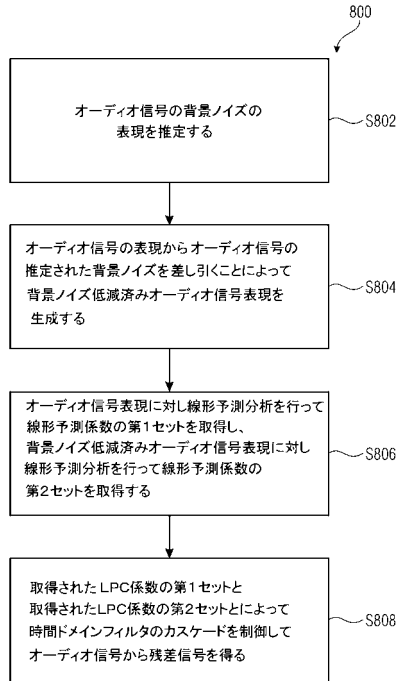 800
オーディオ信号の背景ノイズの
表現を推定する
S802
オーディオ信号の表現からオーディオ信号の
推定された背景ノイズを差し引くことによって
背景ノイズ低減済みオーディオ信号表現を
生成する
S804
オーディオ信号表現に対し線形予測分析を行って
線形予測係数の第1セットを取得し、
背景ノイズ低減済みオーディオ信号表現に対し
線形予測分析を行って線形予測係数の
第2セットを取得する
S806
取得されたLPC係数の第1セットと
取得されたLPC係数の第2セットとによって
時間ドメインフィルタのカスケードを制御して
オーディオ信号から残差信号を得る
S808